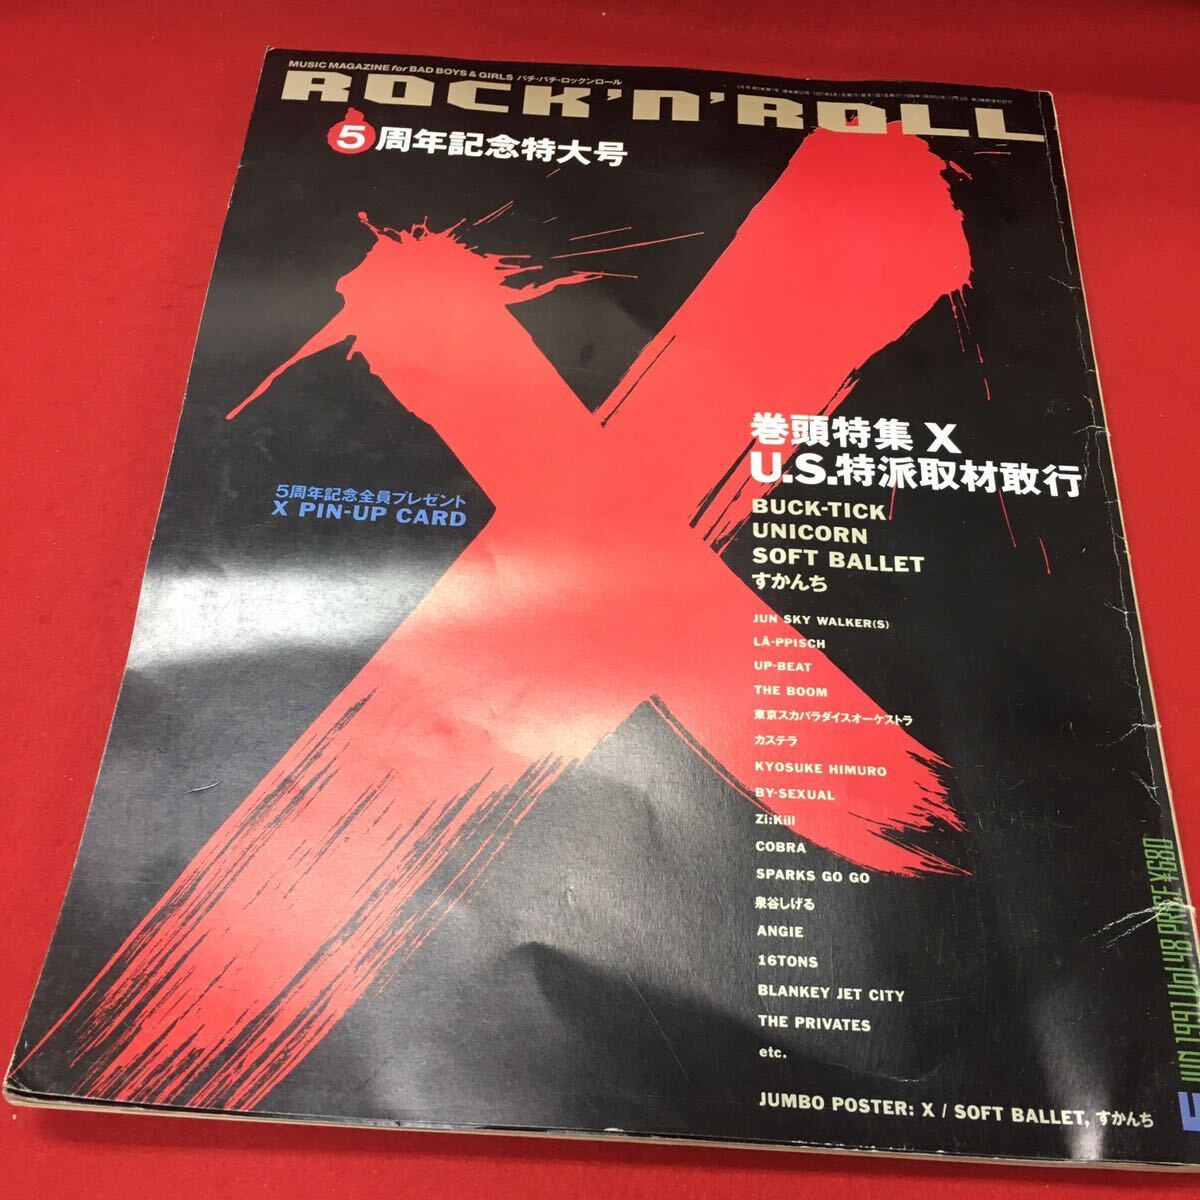 MUSIC MAGAZINE for BAD BOYS & GIRLS パチ・パチ・ロックンロール
ROCK'N'ROLL
5周年記念特大号
巻頭特集 X
U.S.特派取材敢行
5周年記念全員プレゼント
X PIN-UP CARD
BUCK-TICK
UNICORN
SOFT BALLET
すかんち
JUN SKY WALKER(S)
LÄ-PPISCH
UP-BEAT
THE BOOM
東京スカパラダイスオーケストラ
カステラ
KYOSUKE HIMURO
BY-SEXUAL
Zi:Kill
COBRA
SPARKS GO GO
泉谷しげる
ANGIE
16TONS
BLANKEY JET CITY
THE PRIVATES
etc.
JUMBO POSTER: X / SOFT BALLET, すかんち
JUN 1991 Vol.48 PRICE ¥680